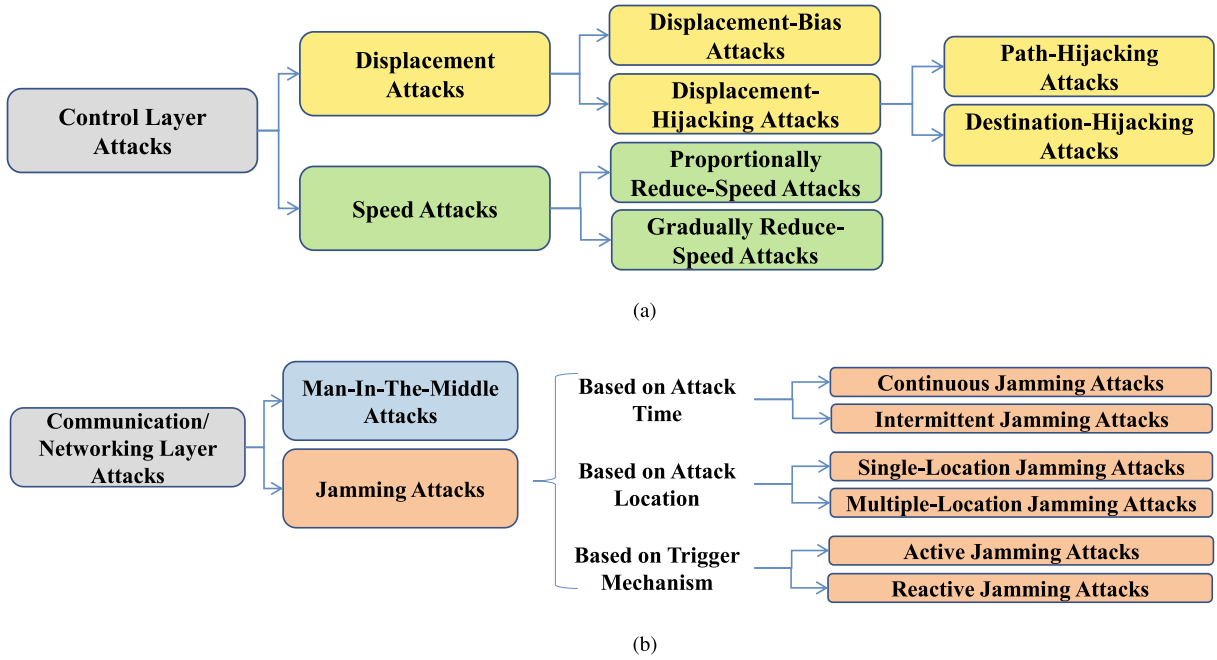 Control Layer
Attacks
Displacement
Attacks
Displacement-Bias
Attacks
Displacement-
Hijacking Attacks
Path-Hijacking
Attacks
Destination-Hijacking
Attacks
Speed Attacks
Proportionally
Reduce-Speed Attacks
Gradually Reduce-
Speed Attacks
(a)
Communication/
Networking Layer
Attacks
Man-In-The-Middle
Attacks
Jamming Attacks
Based on Attack
Time
Continuous Jamming Attacks
Intermittent Jamming Attacks
Based on Attack
Location
Single-Location Jamming Attacks
Multiple-Location Jamming Attacks
Based on Trigger
Mechanism
Active Jamming Attacks
Reactive Jamming Attacks
(b)